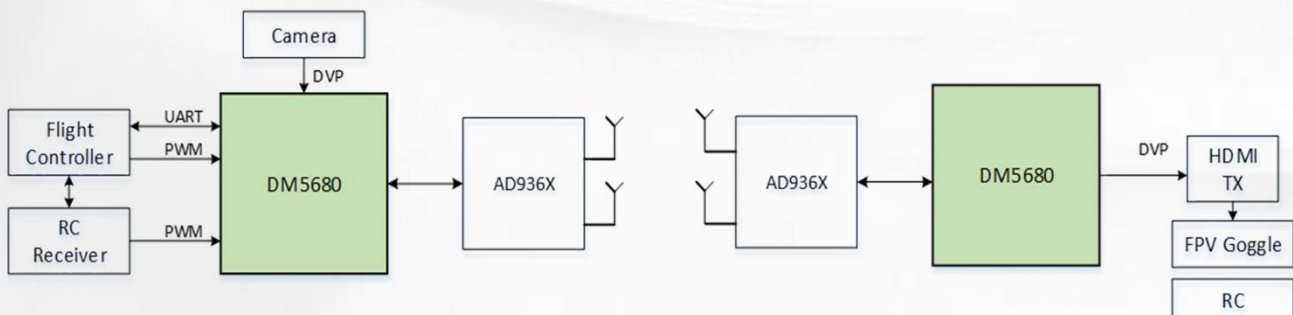 Camera
DVP
Flight
Controller
UART
PWM
RC
Receiver
PWM
DM5680
AD936X
AD936X
DM5680
DVP
HDMI
TX
FPV Goggle
RC